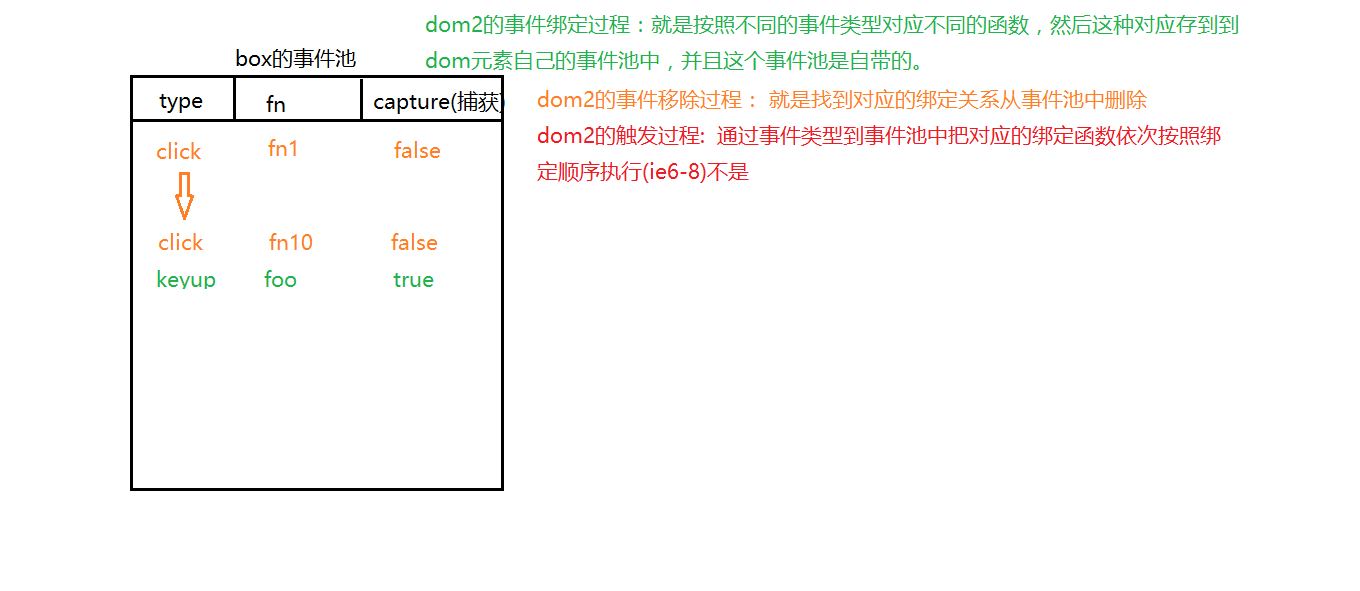 dom2的事件绑定过程：就是按照不同的事件类型对应不同的函数，然后这种对应存到到
dom元素自己的事件池中，并且这个事件池是自带的。
box的事件池
type fn capture(捕获)
dom2的事件移除过程： 就是找到对应的绑定关系从事件池中删除
dom2的触发过程: 通过事件类型到事件池中把对应的绑定函数依次按照绑
定顺序执行(ie6-8)不是
click fn1 false
click fn10 false
keyup foo true